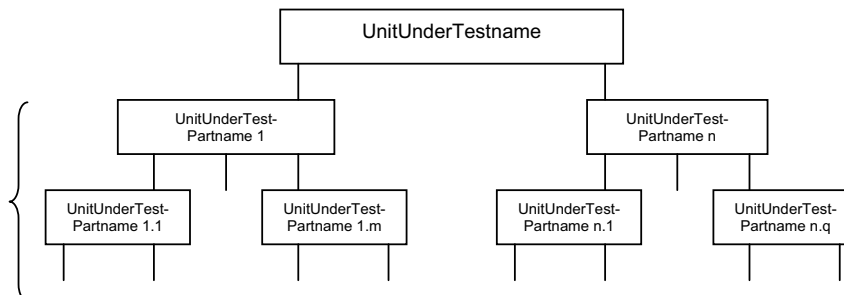 UnitUnderTestname
UnitUnderTest-
Partname 1
UnitUnderTest-
Partname n
UnitUnderTest-
Partname 1.1
UnitUnderTest-
Partname 1.m
UnitUnderTest-
Partname n.1
UnitUnderTest-
Partname n.q